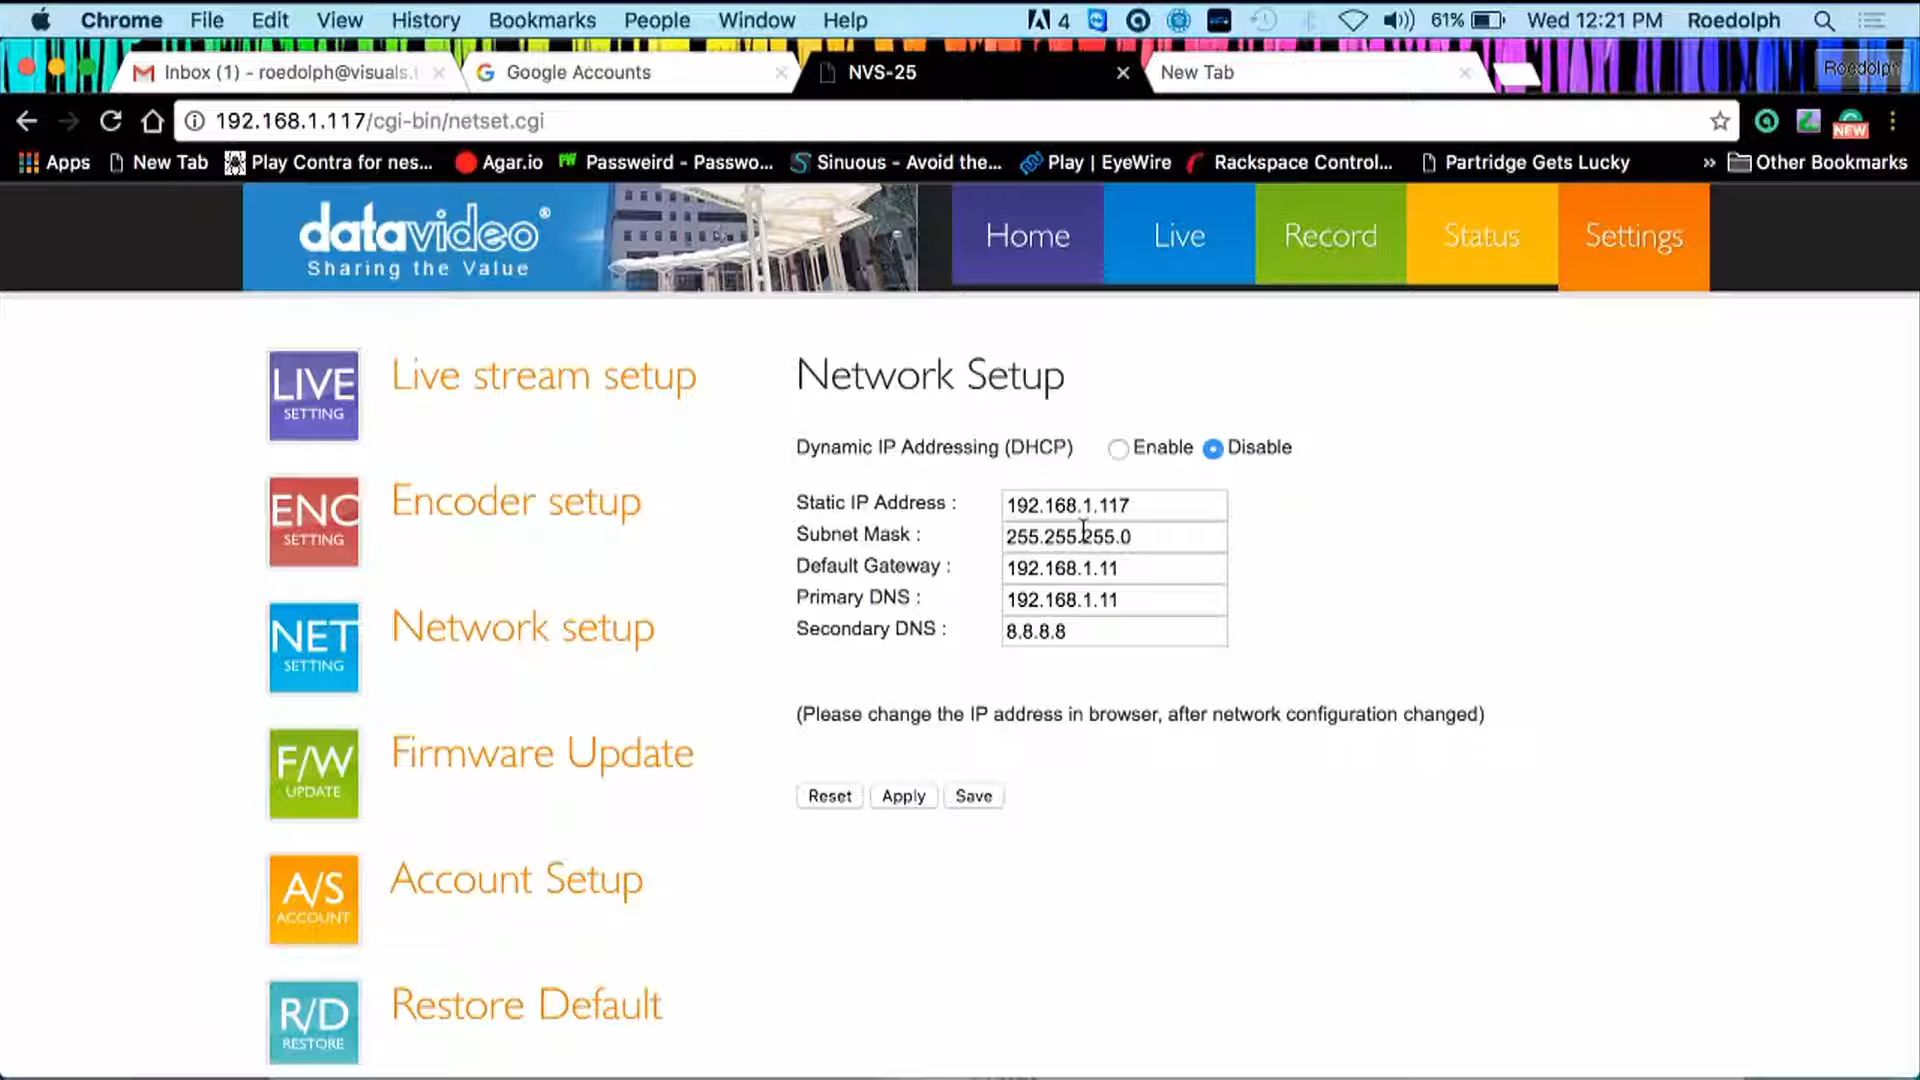 Chrome File Edit View History Bookmarks People Window Help 4 61% Wed 12:21 PM Roedolph
Inbox (1) - roedolph@visuals. Google Accounts NVS-25 New Tab Roedolph
192.168.1.117/cgi-bin/netset.cgi NEW
Apps New Tab Play Contra for nes... Agar.io Passweird - Passwo... Sinuous - Avoid the... Play | EyeWire Rackspace Control... Partridge Gets Lucky » Other Bookmarks
datavideo®
Sharing the Value
Home Live Record Status Settings
LIVE
SETTING
Live stream setup
ENC
SETTING
Encoder setup
NET
SETTING
Network setup
F/W
UPDATE
Firmware Update
A/S
ACCOUNT
Account Setup
R/D
RESTORE
Restore Default
Network Setup
Dynamic IP Addressing (DHCP) Enable Disable
Static IP Address : 192.168.1.117
Subnet Mask : 255.255.255.0
Default Gateway : 192.168.1.11
Primary DNS : 192.168.1.11
Secondary DNS : 8.8.8.8
(Please change the IP address in browser, after network configuration changed)
Reset Apply Save